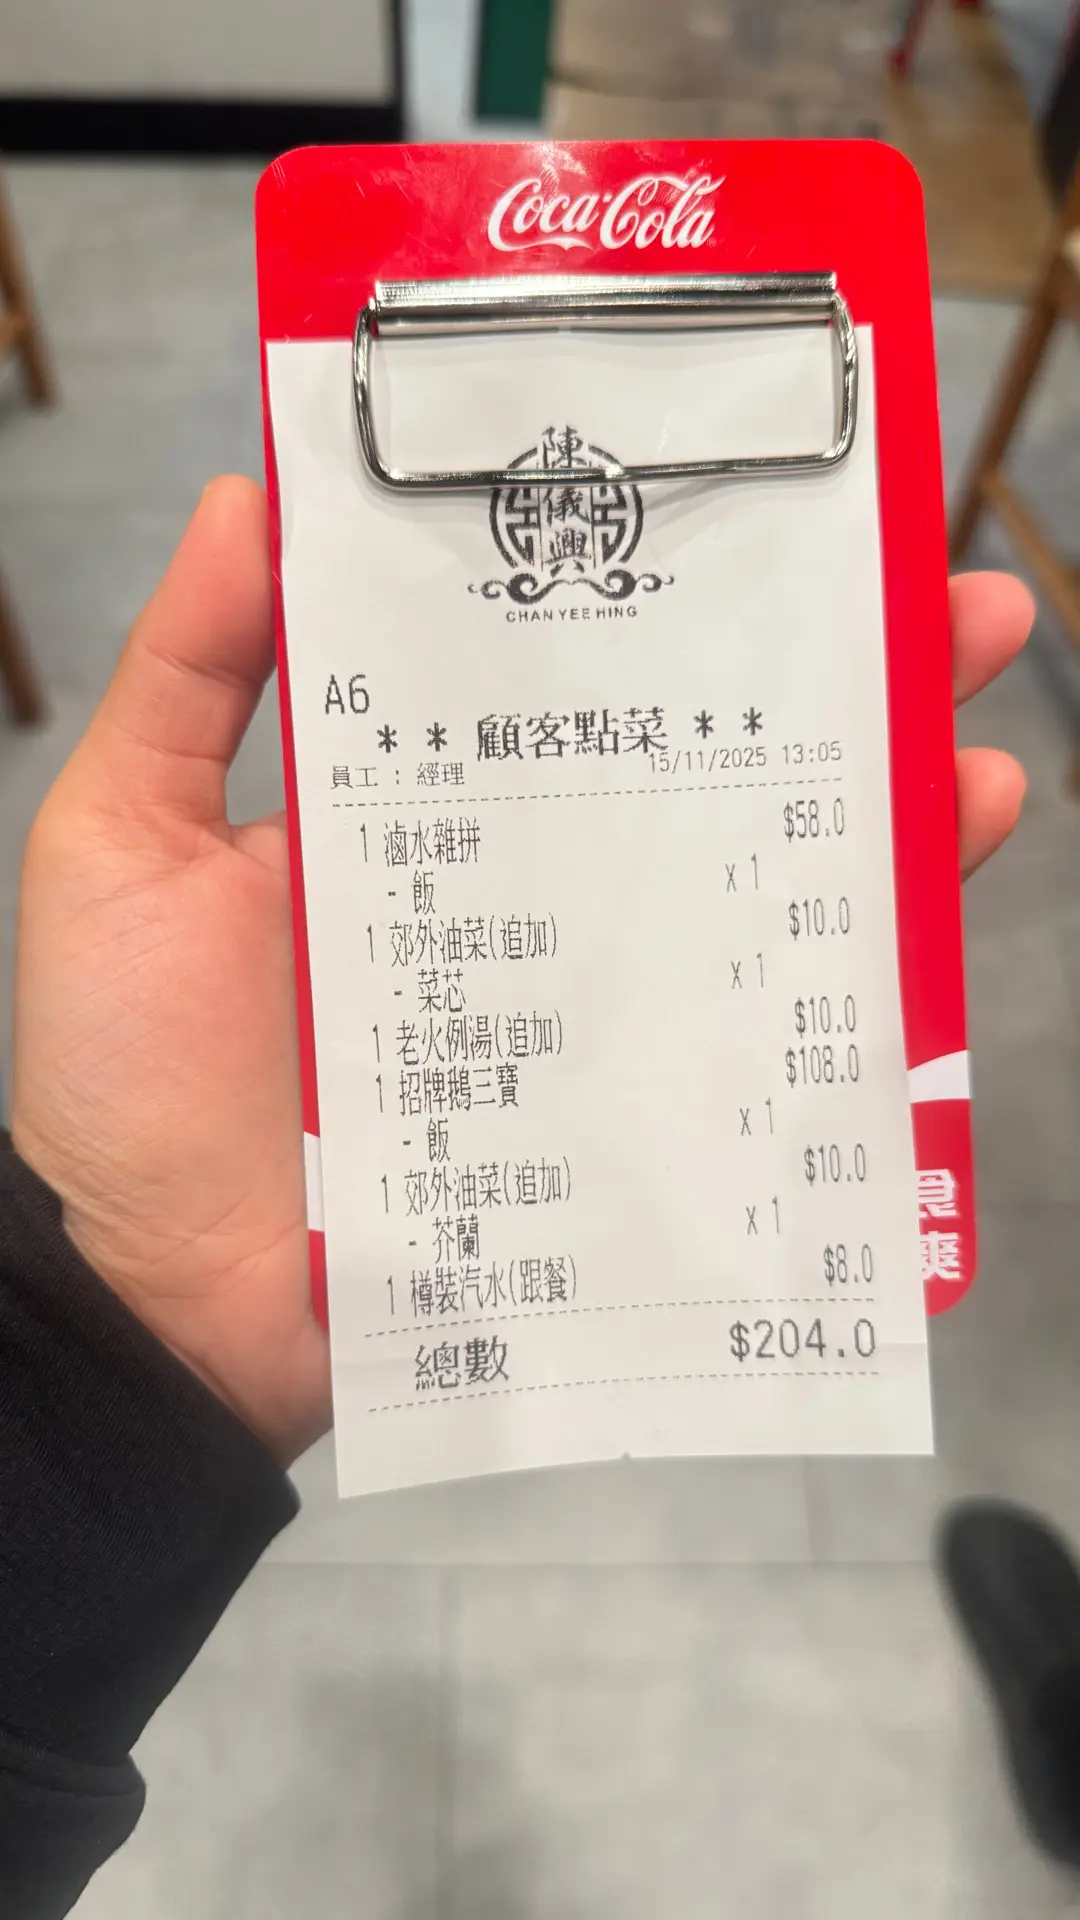 Coca-Cola
陳儀興
CHAN YEE HING
A6
** 顧客點菜 **
員工 : 經理 15/11/2025 13:05
1 滷水雜拼 $58.0
- 飯 x 1
1 郊外油菜(追加) $10.0
- 菜芯 x 1
1 老火例湯(追加) $10.0
1 招牌鵝三寶 $108.0
- 飯 x 1
1 郊外油菜(追加) $10.0
- 芥蘭 x 1
1 樽裝汽水(跟餐) $8.0
總數 $204.0
爽